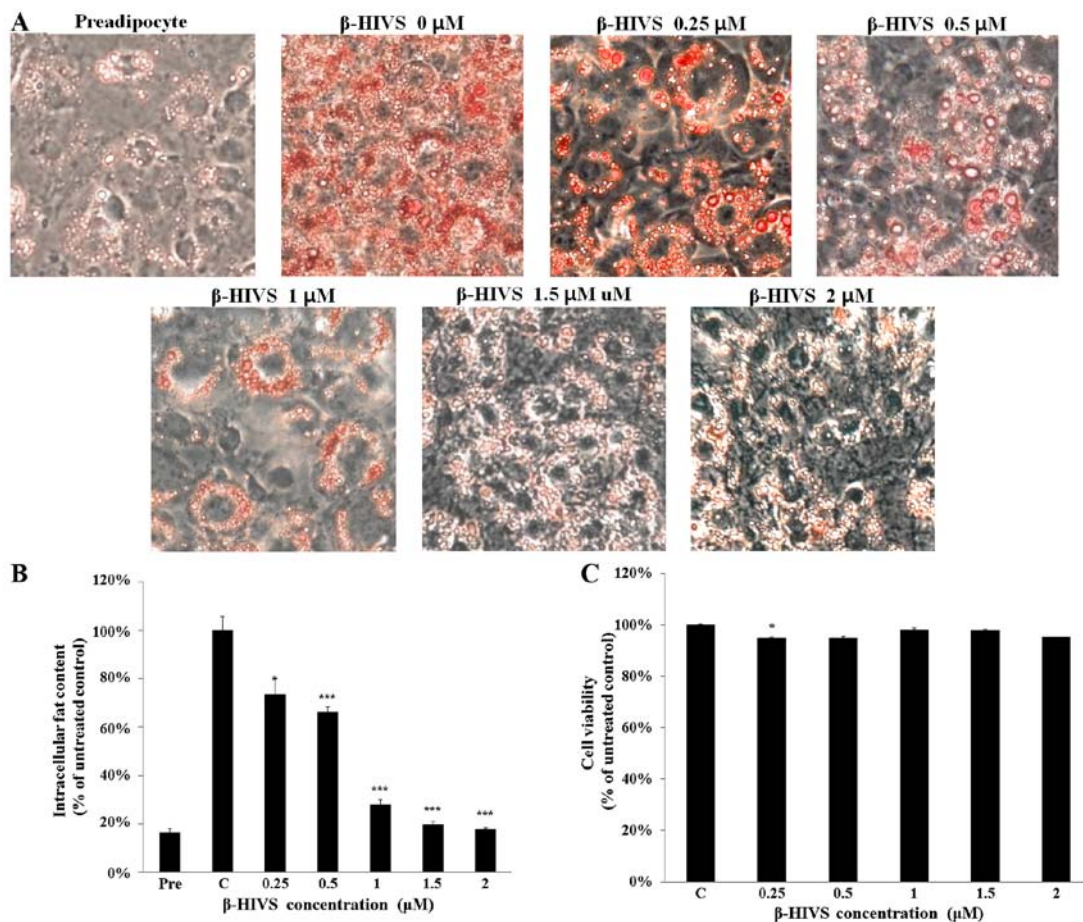 A
Preadipocyte
β-HIVS 0 μM
β-HIVS 0.25 μM
β-HIVS 0.5 μM
β-HIVS 1 μM
β-HIVS 1.5 μM uM
β-HIVS 2 μM
B
Intracellular fat content
(% of untreated control)
120%
100%
80%
60%
40%
20%
0%
*
***
***
***
***
Pre C 0.25 0.5 1 1.5 2
β-HIVS concentration (μM)
C
Cell viability
(% of untreated control)
120%
100%
80%
60%
40%
20%
0%
*
C 0.25 0.5 1 1.5 2
β-HIVS concentration (μM)